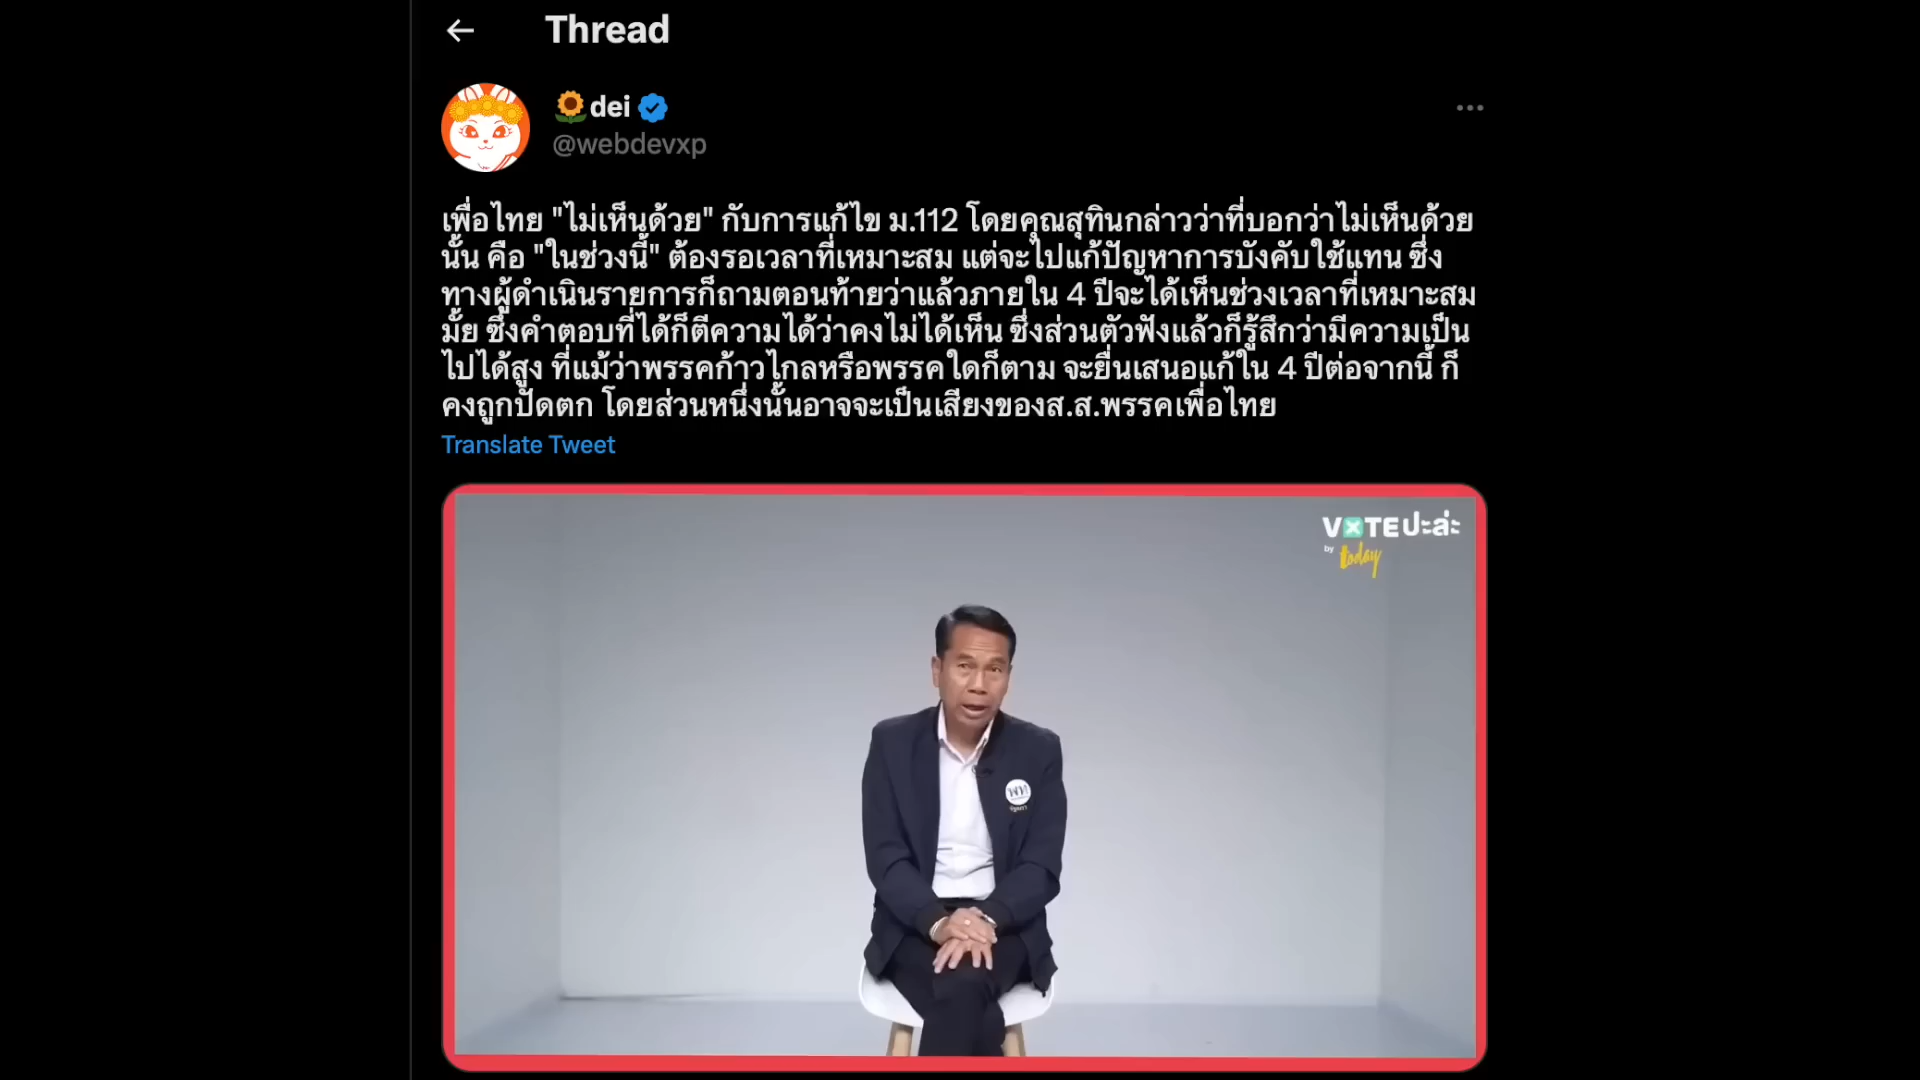 Thread
dei
@webdevxp
เพื่อไทย "ไม่เห็นด้วย" กับการแก้ไข ม.112 โดยคุณสุทินกล่าวว่าที่บอกว่าไม่เห็นด้วย
นั้น คือ "ในช่วงนี้" ต้องรอเวลาที่เหมาะสม แต่จะไปแก้ปัญหาการบังคับใช้แทน ซึ่ง
ทางผู้ดำเนินรายการก็ถามตอนท้ายว่าแล้วภายใน 4 ปีจะได้เห็นช่วงเวลาที่เหมาะสม
มั้ย ซึ่งคำตอบที่ได้ก็ตีความได้ว่าคงไม่ได้เห็น ซึ่งส่วนตัวฟังแล้วก็รู้สึกว่ามีความเป็น
ไปได้สูง ที่แม้ว่าพรรคก้าวไกลหรือพรรคใดก็ตาม จะยื่นเสนอแก้ใน 4 ปีต่อจากนี้ ก็
คงถูกปัดตก โดยส่วนหนึ่งนั้นอาจจะเป็นเสียงของส.ส.พรรคเพื่อไทย
Translate Tweet
VOTEปะล่ะ
by today
พท